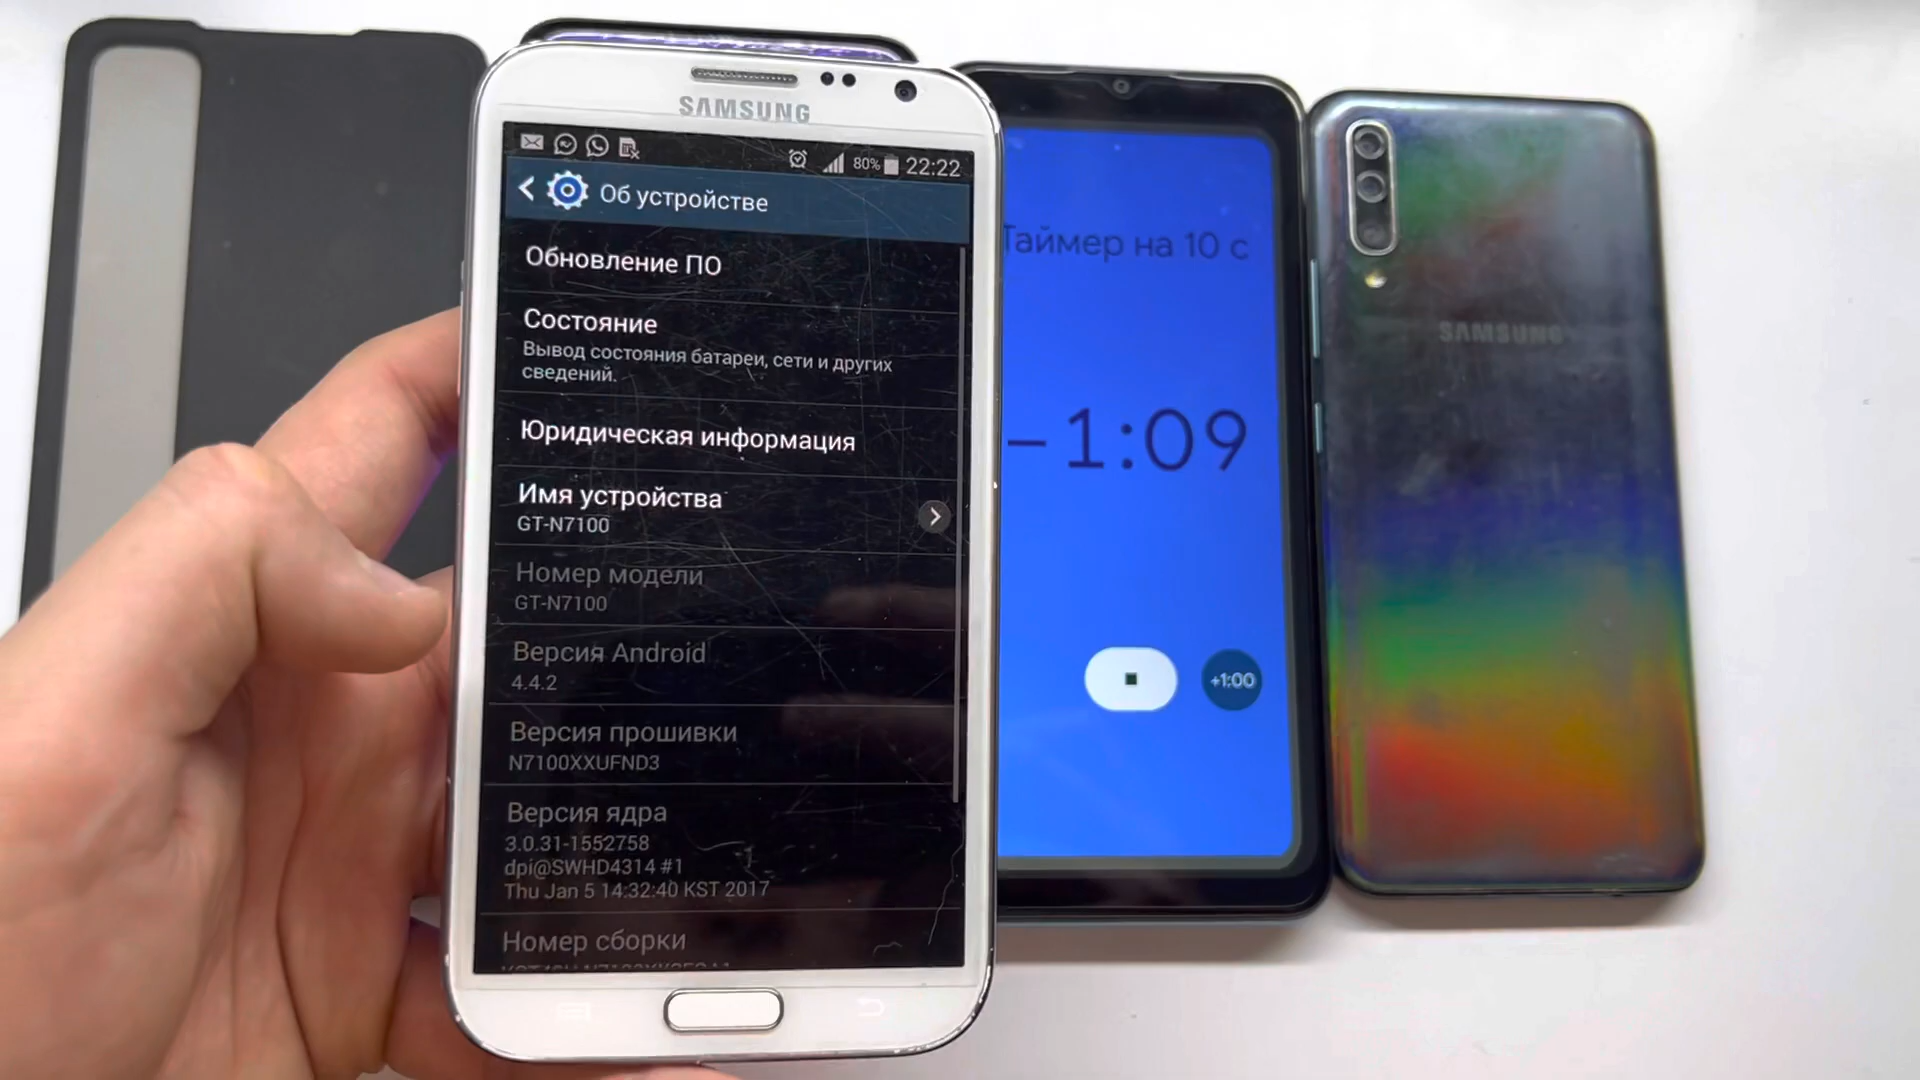 SAMSUNG
80% 22:22
Об устройстве
Обновление ПО
Состояние
Вывод состояния батареи, сети и других
сведений.
Юридическая информация
Имя устройства
GT-N7100
Номер модели
GT-N7100
Версия Android
4.4.2
Версия прошивки
N7100XXUFND3
Версия ядра
3.0.31-1552758
dpi@SWHD4314 #1
Thu Jan 5 14:32:40 KST 2017
Номер сборки
Таймер на 10 с
−1:09
+1:00
SAMSUNG